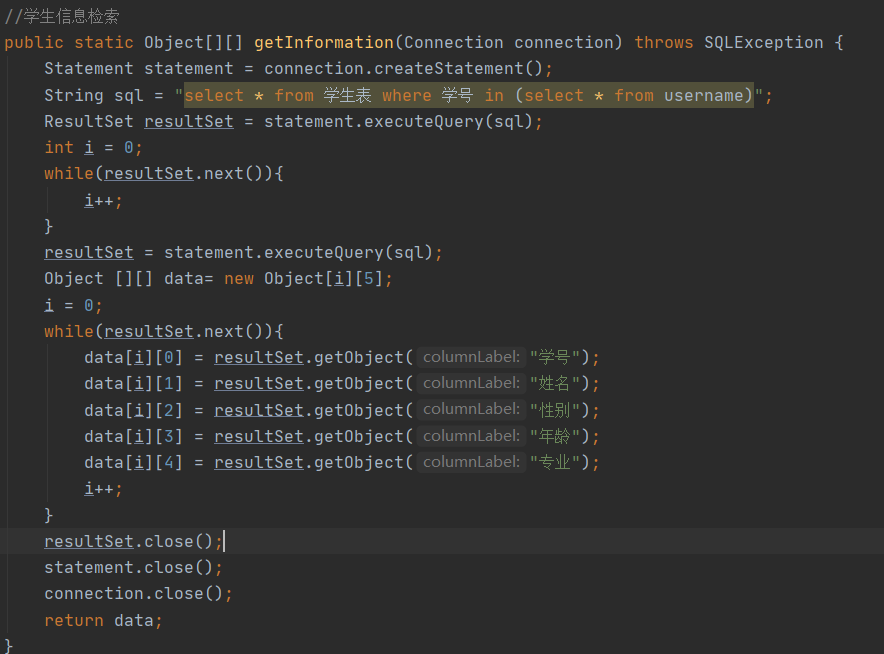 //学生信息检索
public static Object[][] getInformation(Connection connection) throws SQLException {
    Statement statement = connection.createStatement();
    String sql = "select * from 学生表 where 学号 in (select * from username)";
    ResultSet resultSet = statement.executeQuery(sql);
    int i = 0;
    while(resultSet.next()){
        i++;
    }
    resultSet = statement.executeQuery(sql);
    Object [][] data= new Object[i][5];
    i = 0;
    while(resultSet.next()){
        data[i][0] = resultSet.getObject( columnLabel: "学号");
        data[i][1] = resultSet.getObject( columnLabel: "姓名");
        data[i][2] = resultSet.getObject( columnLabel: "性别");
        data[i][3] = resultSet.getObject( columnLabel: "年龄");
        data[i][4] = resultSet.getObject( columnLabel: "专业");
        i++;
    }
    resultSet.close();
    statement.close();
    connection.close();
    return data;
}